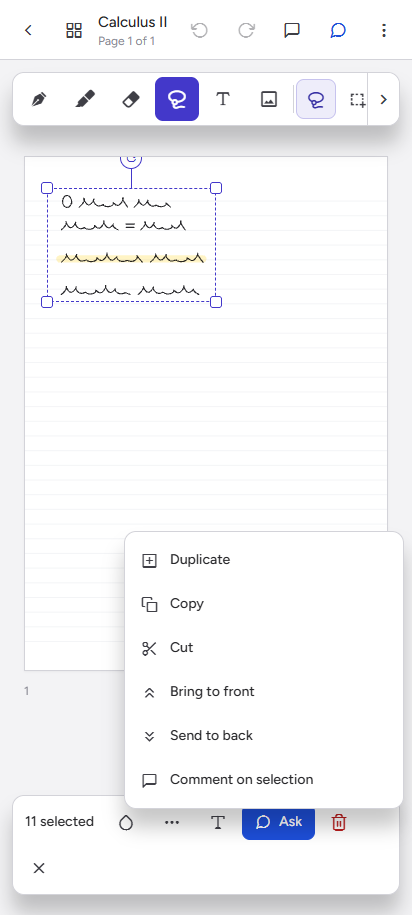 Calculus II
Page 1 of 1
T
Duplicate
Copy
Cut
Bring to front
Send to back
Comment on selection
1
11 selected
T
Ask